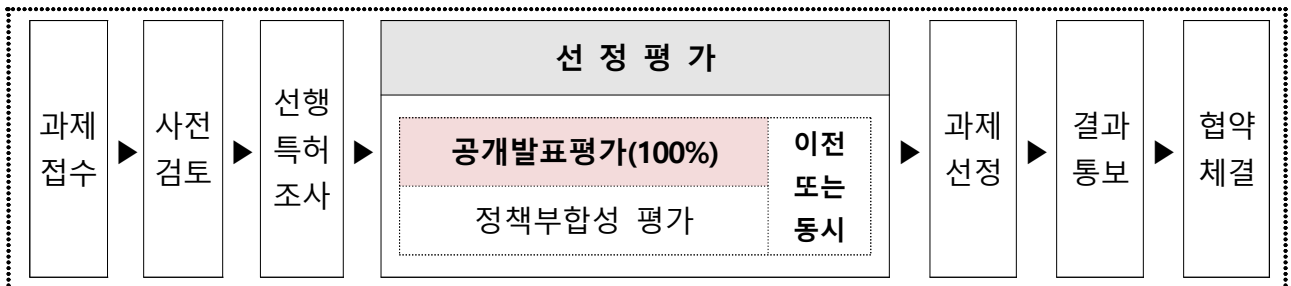 과제
접수
▶
사전
검토
▶
선행
특허
조사
▶
선 정 평 가
공개발표평가(100%)
정책부합성 평가
이전
또는
동시
▶
과제
선정
▶
결과
통보
▶
협약
체결